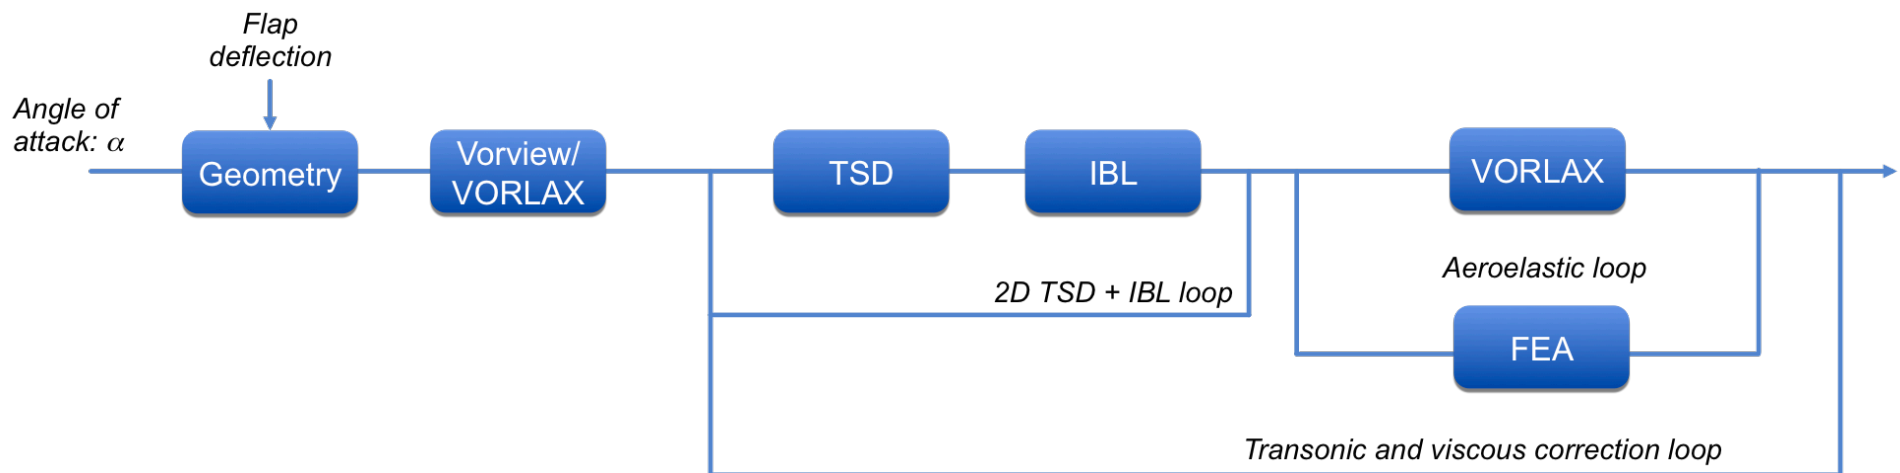 Flap
deflection
Angle of
attack: α
Geometry
Vorview/
VORLAX
TSD
IBL
VORLAX
Aeroelastic loop
2D TSD + IBL loop
FEA
Transonic and viscous correction loop